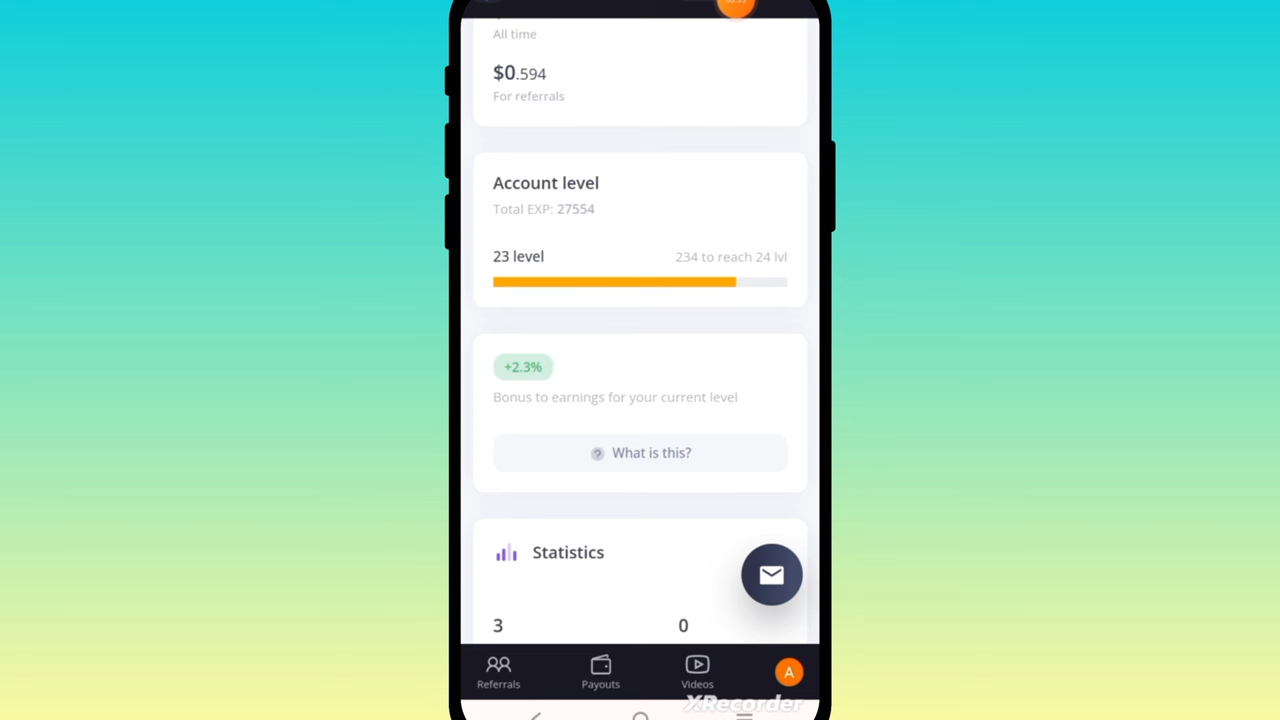 All time
$0.594
For referrals
Account level
Total EXP: 27554
23 level
234 to reach 24 lvl
+2.3%
Bonus to earnings for your current level
? What is this?
Statistics
3
0
Referrals
Payouts
Videos
A
XRecorder